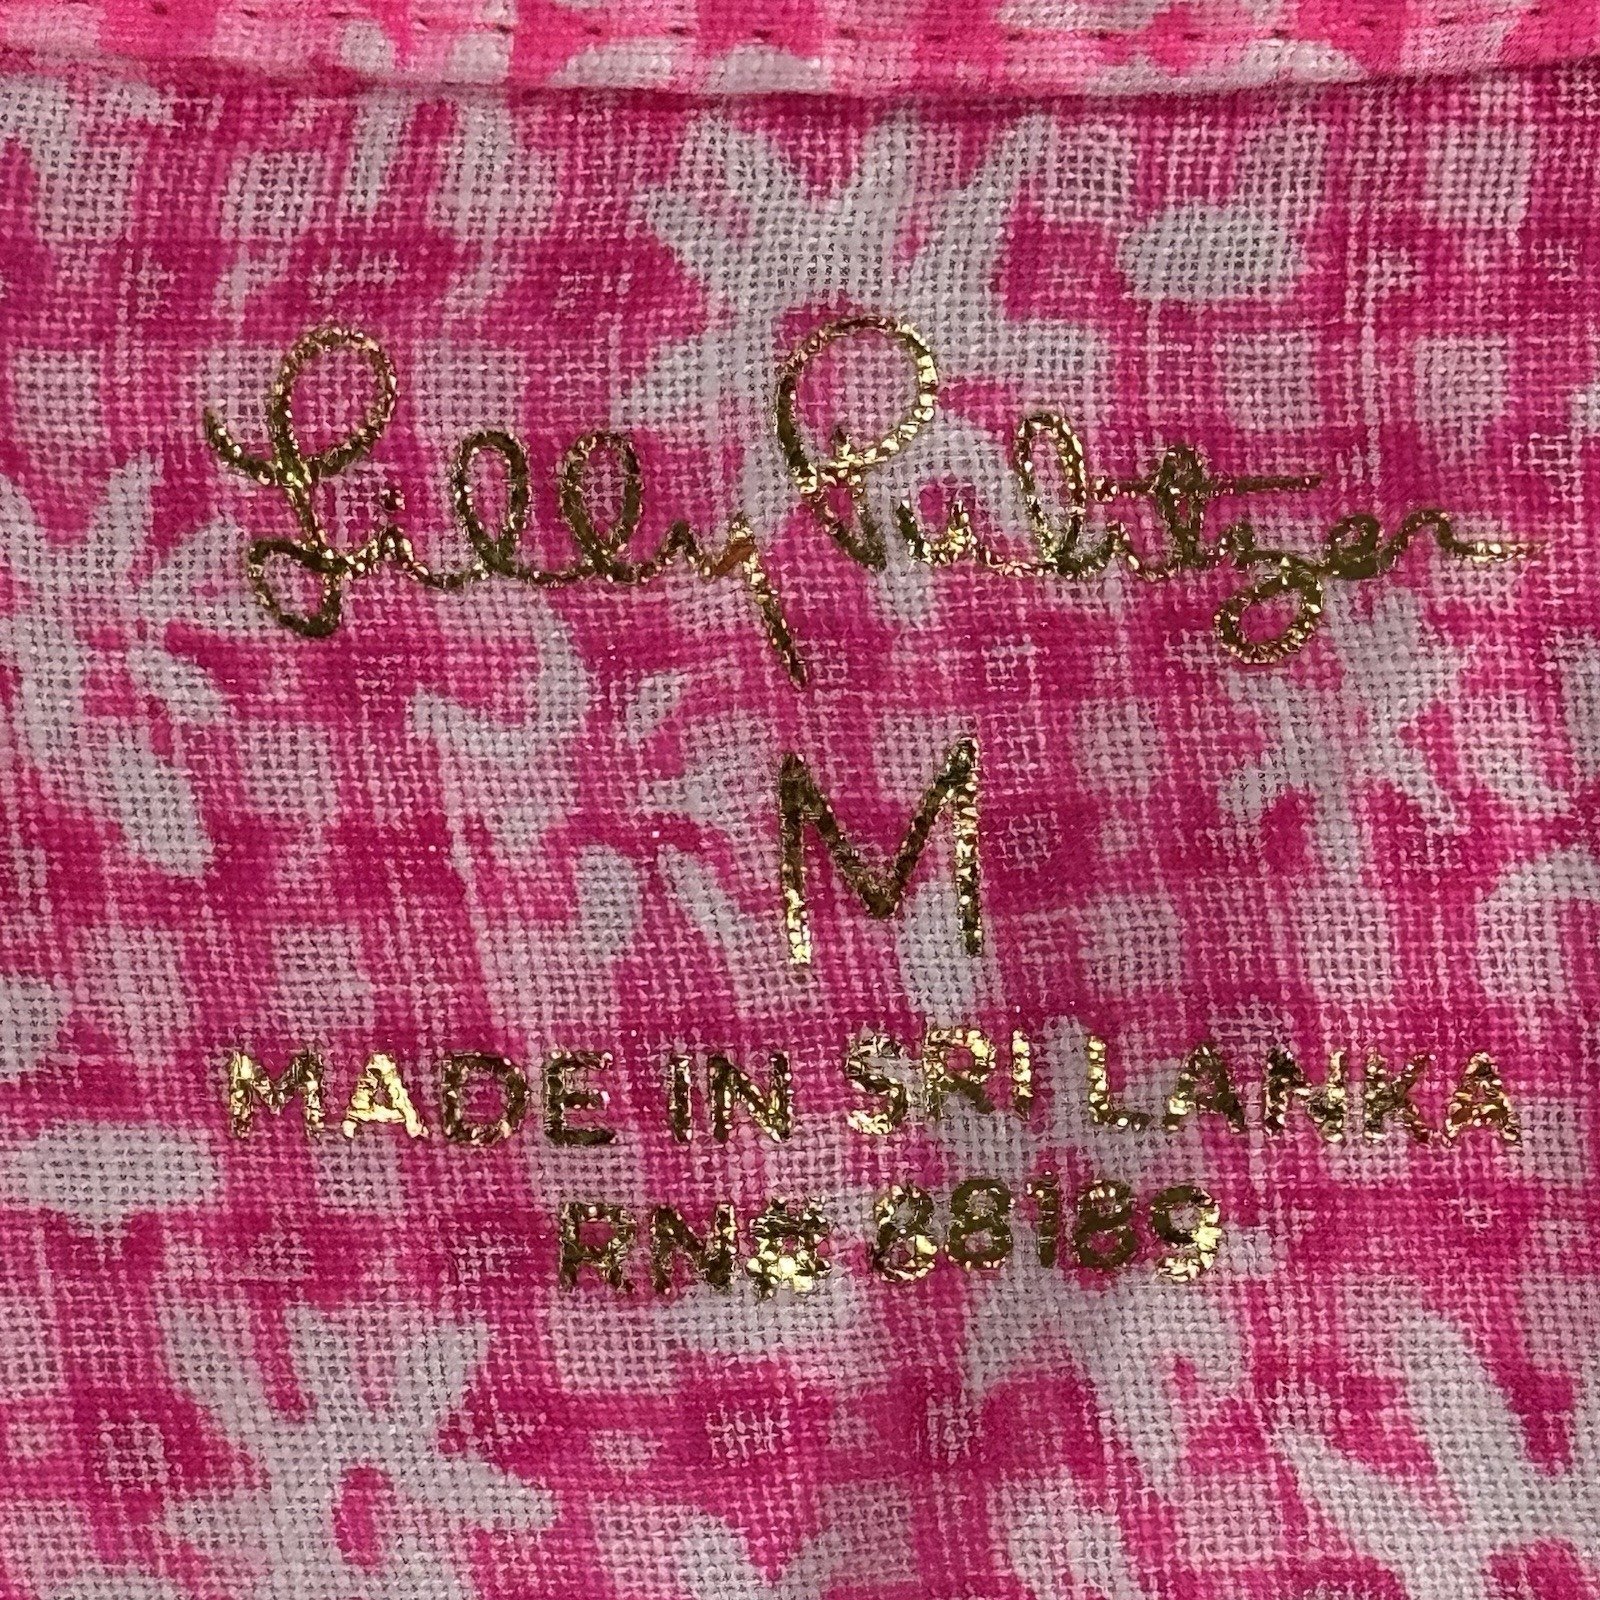 Lilly Pulitzer
M
MADE IN SRI LANKA
RN# 88189